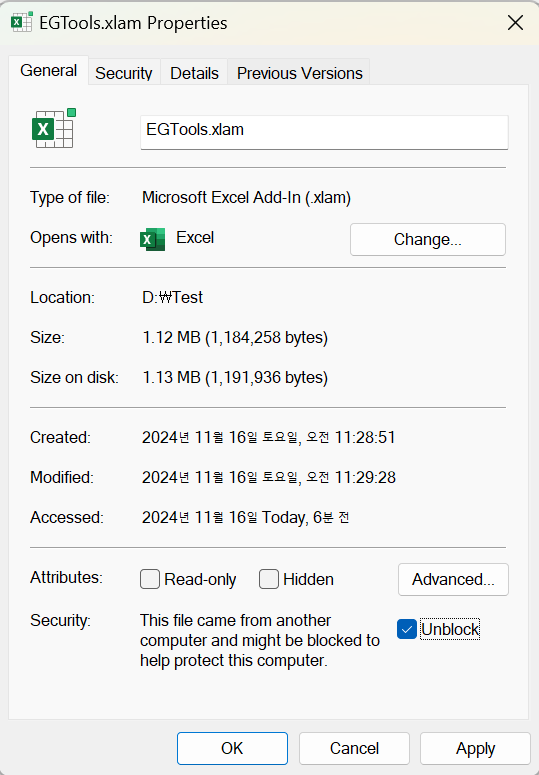 EGTools.xlam Properties
General Security Details Previous Versions
EGTools.xlam
Type of file: Microsoft Excel Add-In (.xlam)
Opens with: Excel Change...
Location: D:₩Test
Size: 1.12 MB (1,184,258 bytes)
Size on disk: 1.13 MB (1,191,936 bytes)
Created: 2024년 11월 16일 토요일, 오전 11:28:51
Modified: 2024년 11월 16일 토요일, 오전 11:29:28
Accessed: 2024년 11월 16일 Today, 6분 전
Attributes: Read-only Hidden Advanced...
Security: This file came from another
computer and might be blocked to Unblock
help protect this computer.
OK Cancel Apply